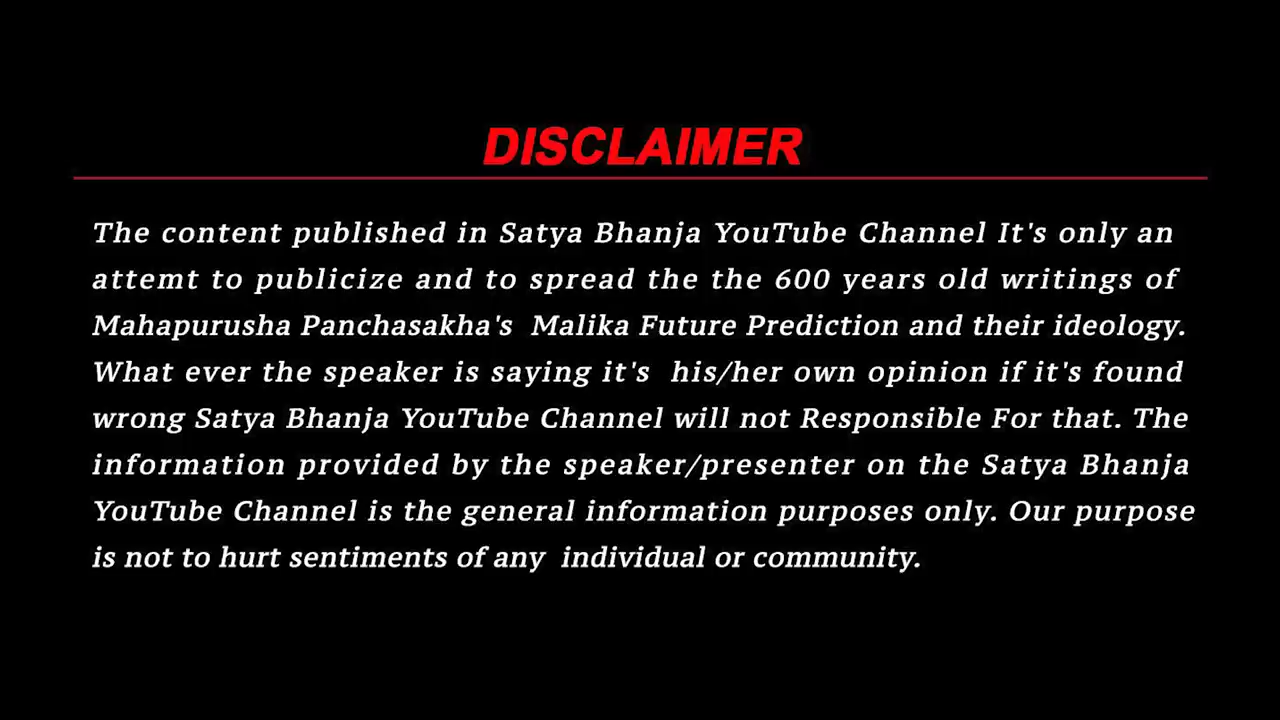 DISCLAIMER
The content published in Satya Bhanja YouTube Channel It's only an
attemt to publicize and to spread the the 600 years old writings of
Mahapurusha Panchasakha's Malika Future Prediction and their ideology.
What ever the speaker is saying it's his/her own opinion if it's found
wrong Satya Bhanja YouTube Channel will not Responsible For that. The
information provided by the speaker/presenter on the Satya Bhanja
YouTube Channel is the general information purposes only. Our purpose
is not to hurt sentiments of any individual or community.